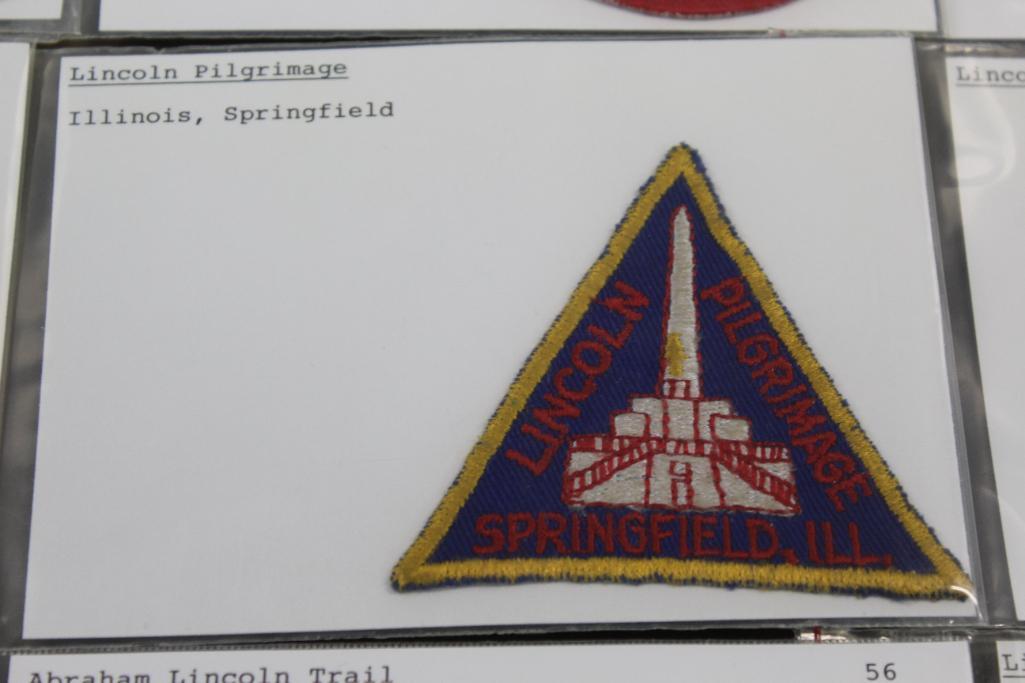 Lincoln Pilgrimage
Illinois, Springfield
LINCOLN PILGRIMAGE
SPRINGFIELD, ILL.
Abraham Lincoln Trail 56